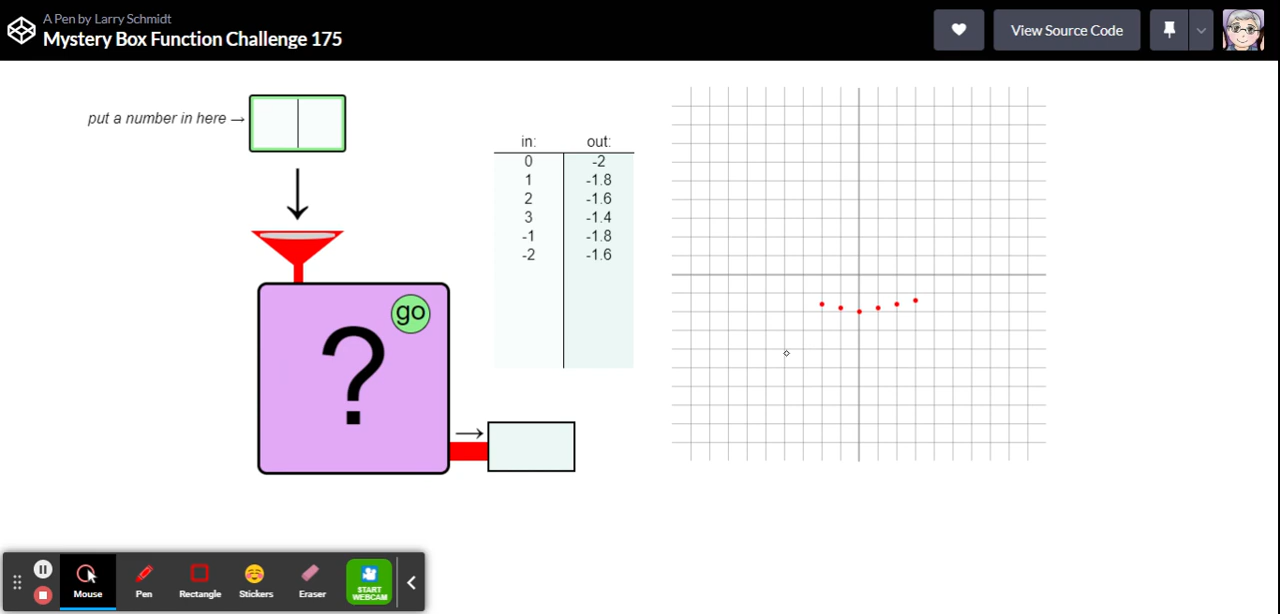 A Pen by Larry Schmidt
Mystery Box Function Challenge 175
View Source Code
put a number in here →
in: out:
0 -2
1 -1.8
2 -1.6
3 -1.4
-1 -1.8
-2 -1.6
go
?
Mouse
Pen
Rectangle
Stickers
Eraser
START
WEBCAM